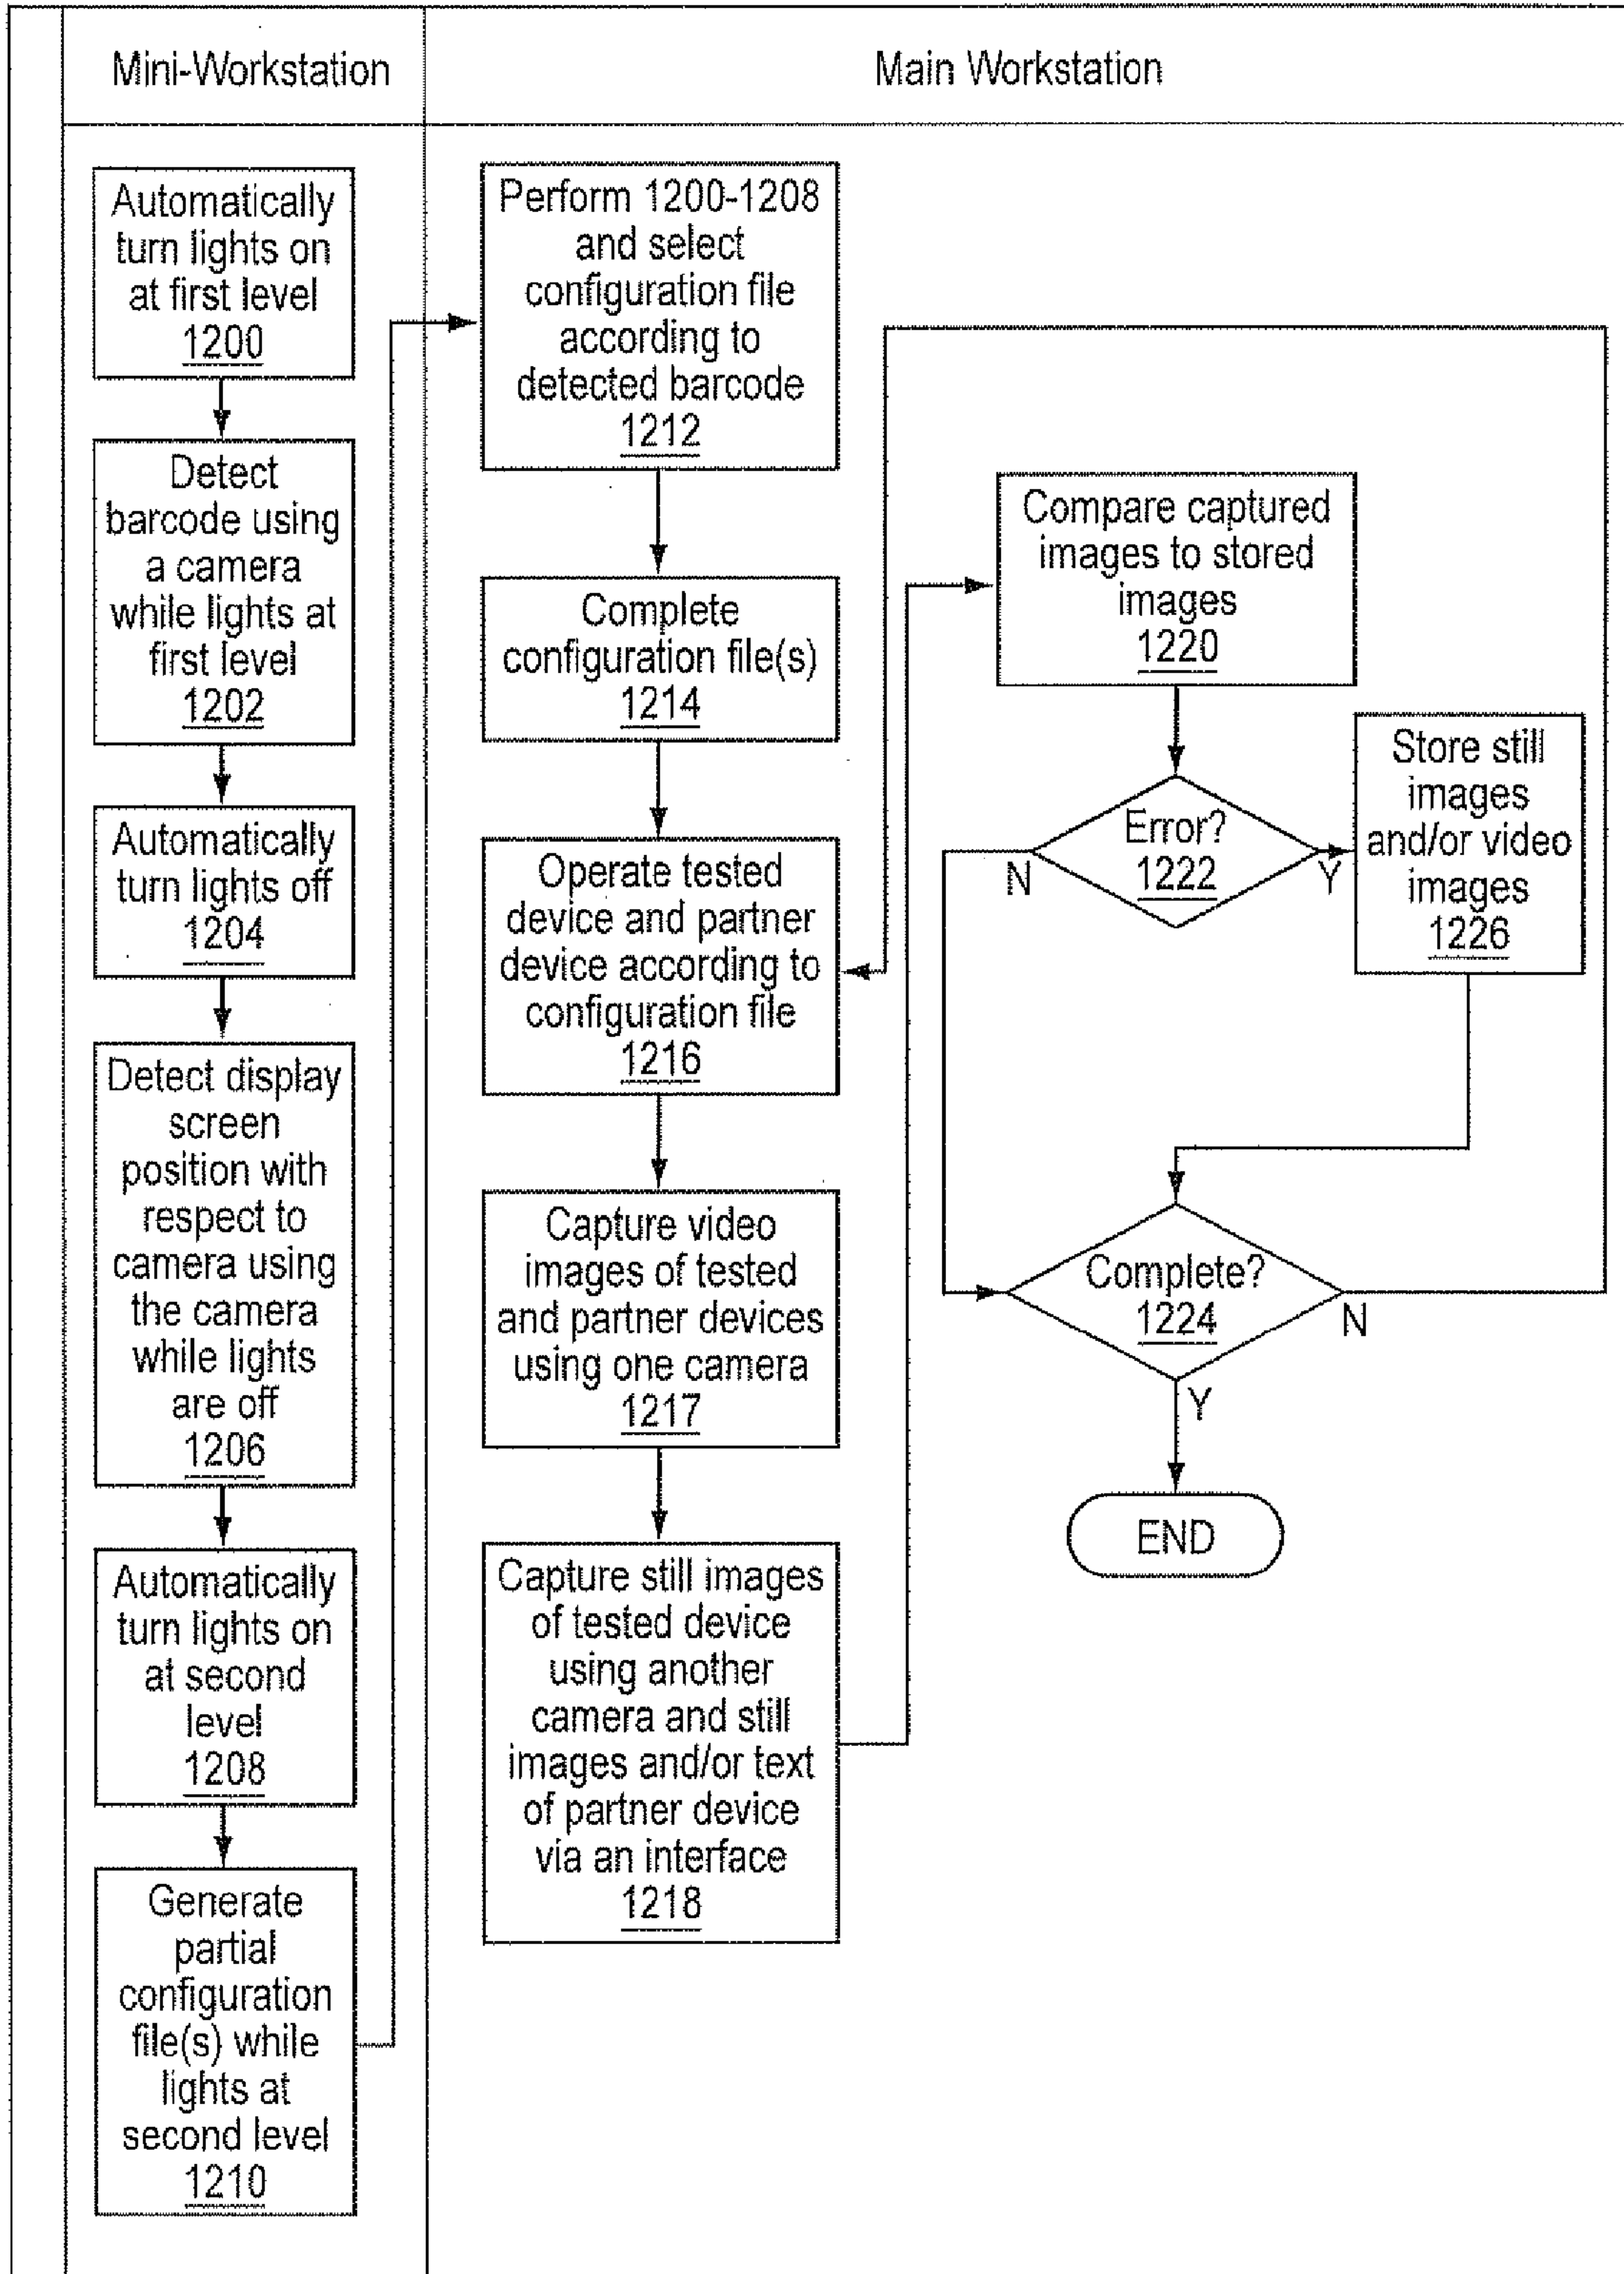 Mini-Workstation
Main Workstation
Automatically
turn lights on
at first level
1200
Detect
barcode using
a camera
while lights at
first level
1202
Automatically
turn lights off
1204
Detect display
screen
position with
respect to
camera using
the camera
while lights
are off
1206
Automatically
turn lights on
at second
level
1208
Generate
partial
configuration
file(s) while
lights at
second level
1210
Perform 1200-1208
and select
configuration file
according to
detected barcode
1212
Complete
configuration file(s)
1214
Operate tested
device and partner
device according to
configuration file
1216
Capture video
images of tested
and partner devices
using one camera
1217
Capture still images
of tested device
using another
camera and still
images and/or text
of partner device
via an interface
1218
Compare captured
images to stored
images
1220
Error?
1222
N
Y
Store still
images
and/or video
images
1226
Complete?
1224
N
Y
END